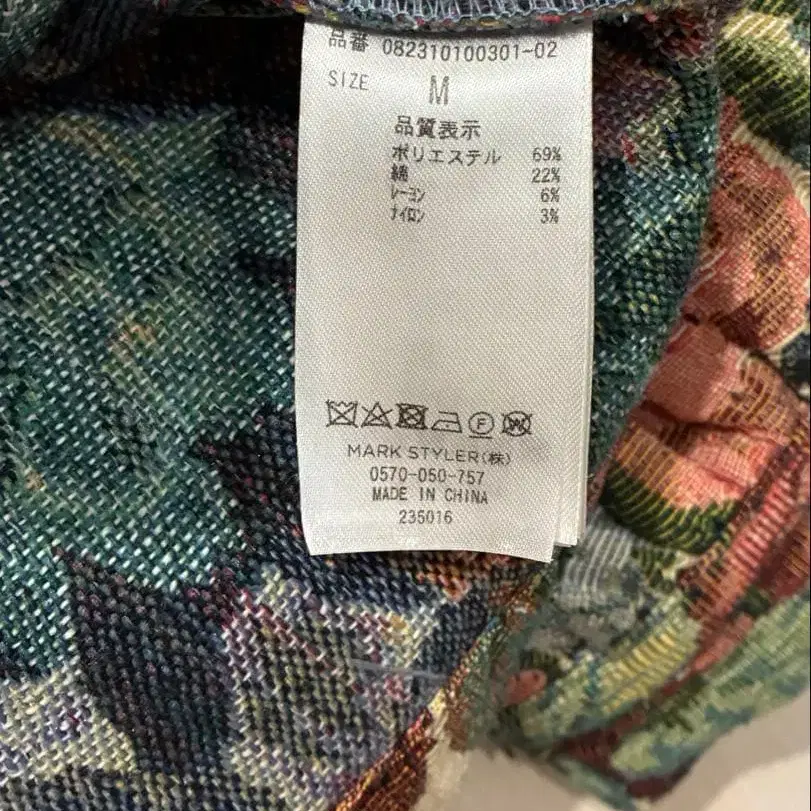 品番 082310100301-02
SIZE M
品質表示
ポリエステル 69%
綿 22%
レーヨン 6%
ナイロン 3%
F W
MARK STYLER(株)
0570-050-757
MADE IN CHINA
235016